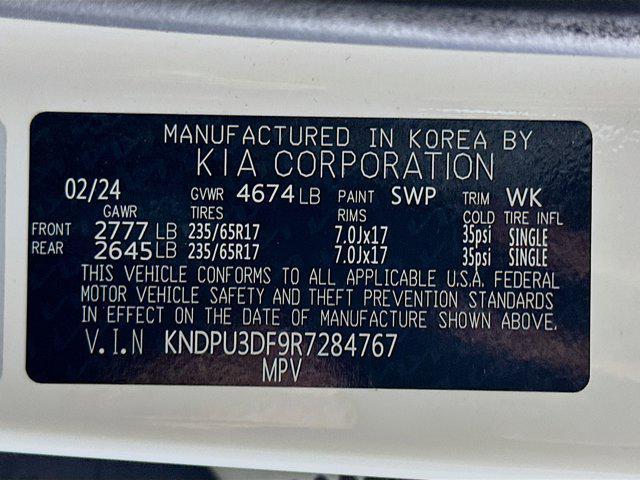 MANUFACTURED IN KOREA BY
KIA CORPORATION
02/24 GVWR 4674 LB PAINT SWP TRIM WK
GAWR TIRES RIMS COLD TIRE INFL
FRONT 2777 LB 235/65R17 7.0Jx17 35psi SINGLE
REAR 2645 LB 235/65R17 7.0Jx17 35psi SINGLE
THIS VEHICLE CONFORMS TO ALL APPLICABLE U.S.A. FEDERAL
MOTOR VEHICLE SAFETY AND THEFT PREVENTION STANDARDS
IN EFFECT ON THE DATE OF MANUFACTURE SHOWN ABOVE.
V.I.N KNDPU3DF9R7284767
MPV